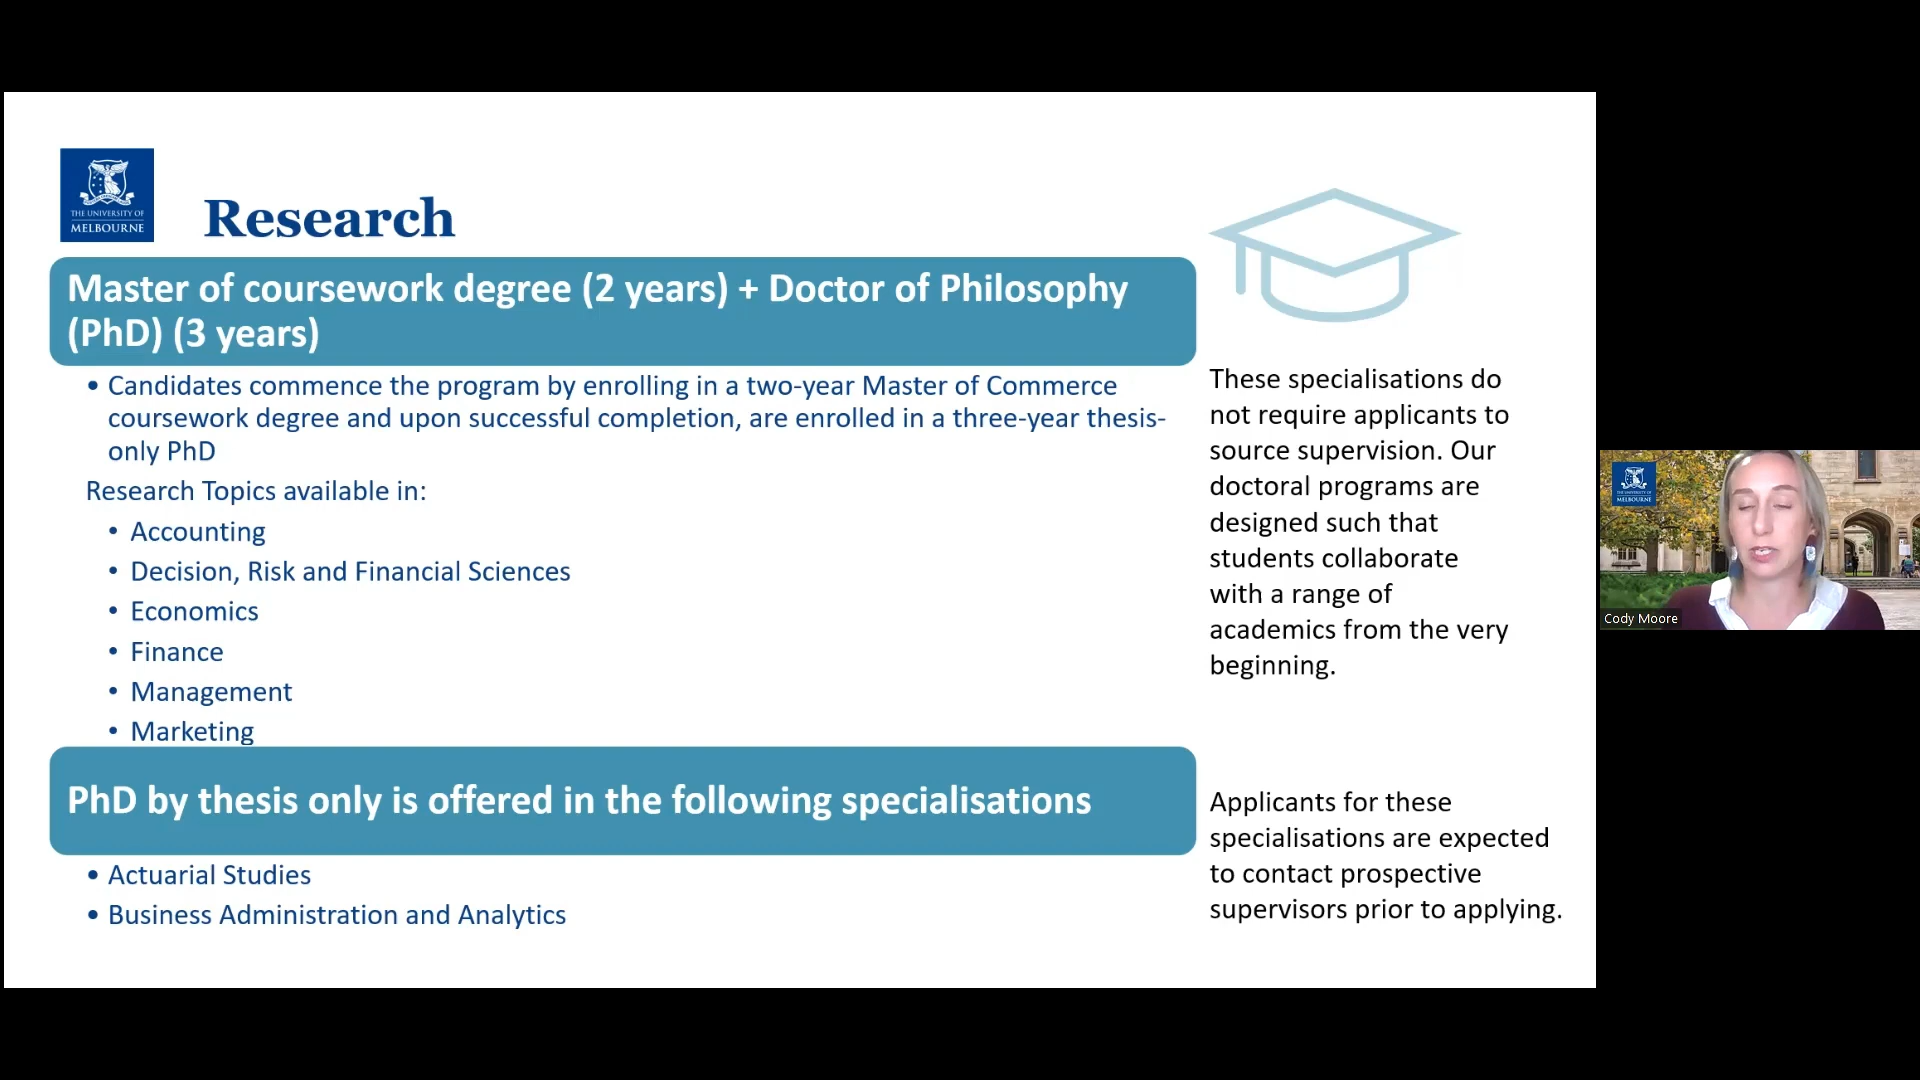 THE UNIVERSITY OF
MELBOURNE
Research
Master of coursework degree (2 years) + Doctor of Philosophy
(PhD) (3 years)
• Candidates commence the program by enrolling in a two-year Master of Commerce
coursework degree and upon successful completion, are enrolled in a three-year thesis-
only PhD
Research Topics available in:
• Accounting
• Decision, Risk and Financial Sciences
• Economics
• Finance
• Management
• Marketing
These specialisations do
not require applicants to
source supervision. Our
doctoral programs are
designed such that
students collaborate
with a range of
academics from the very
beginning.
PhD by thesis only is offered in the following specialisations
• Actuarial Studies
• Business Administration and Analytics
Applicants for these
specialisations are expected
to contact prospective
supervisors prior to applying.
THE UNIVERSITY OF
MELBOURNE
Cody Moore